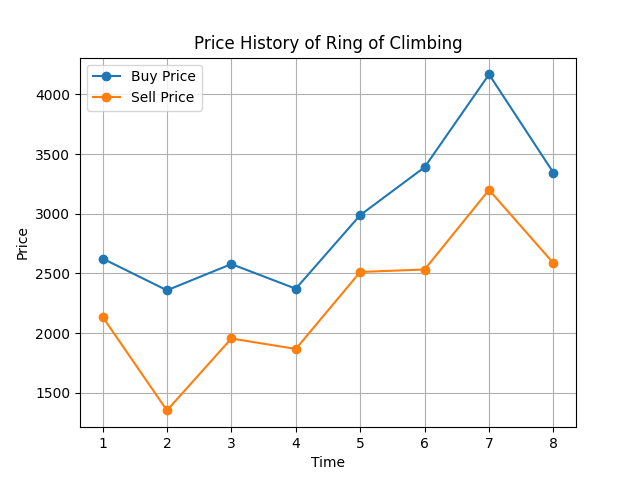 Price History of Ring of Climbing
Buy Price
Sell Price
4000
3500
3000
2500
2000
1500
Price
1 2 3 4 5 6 7 8
Time